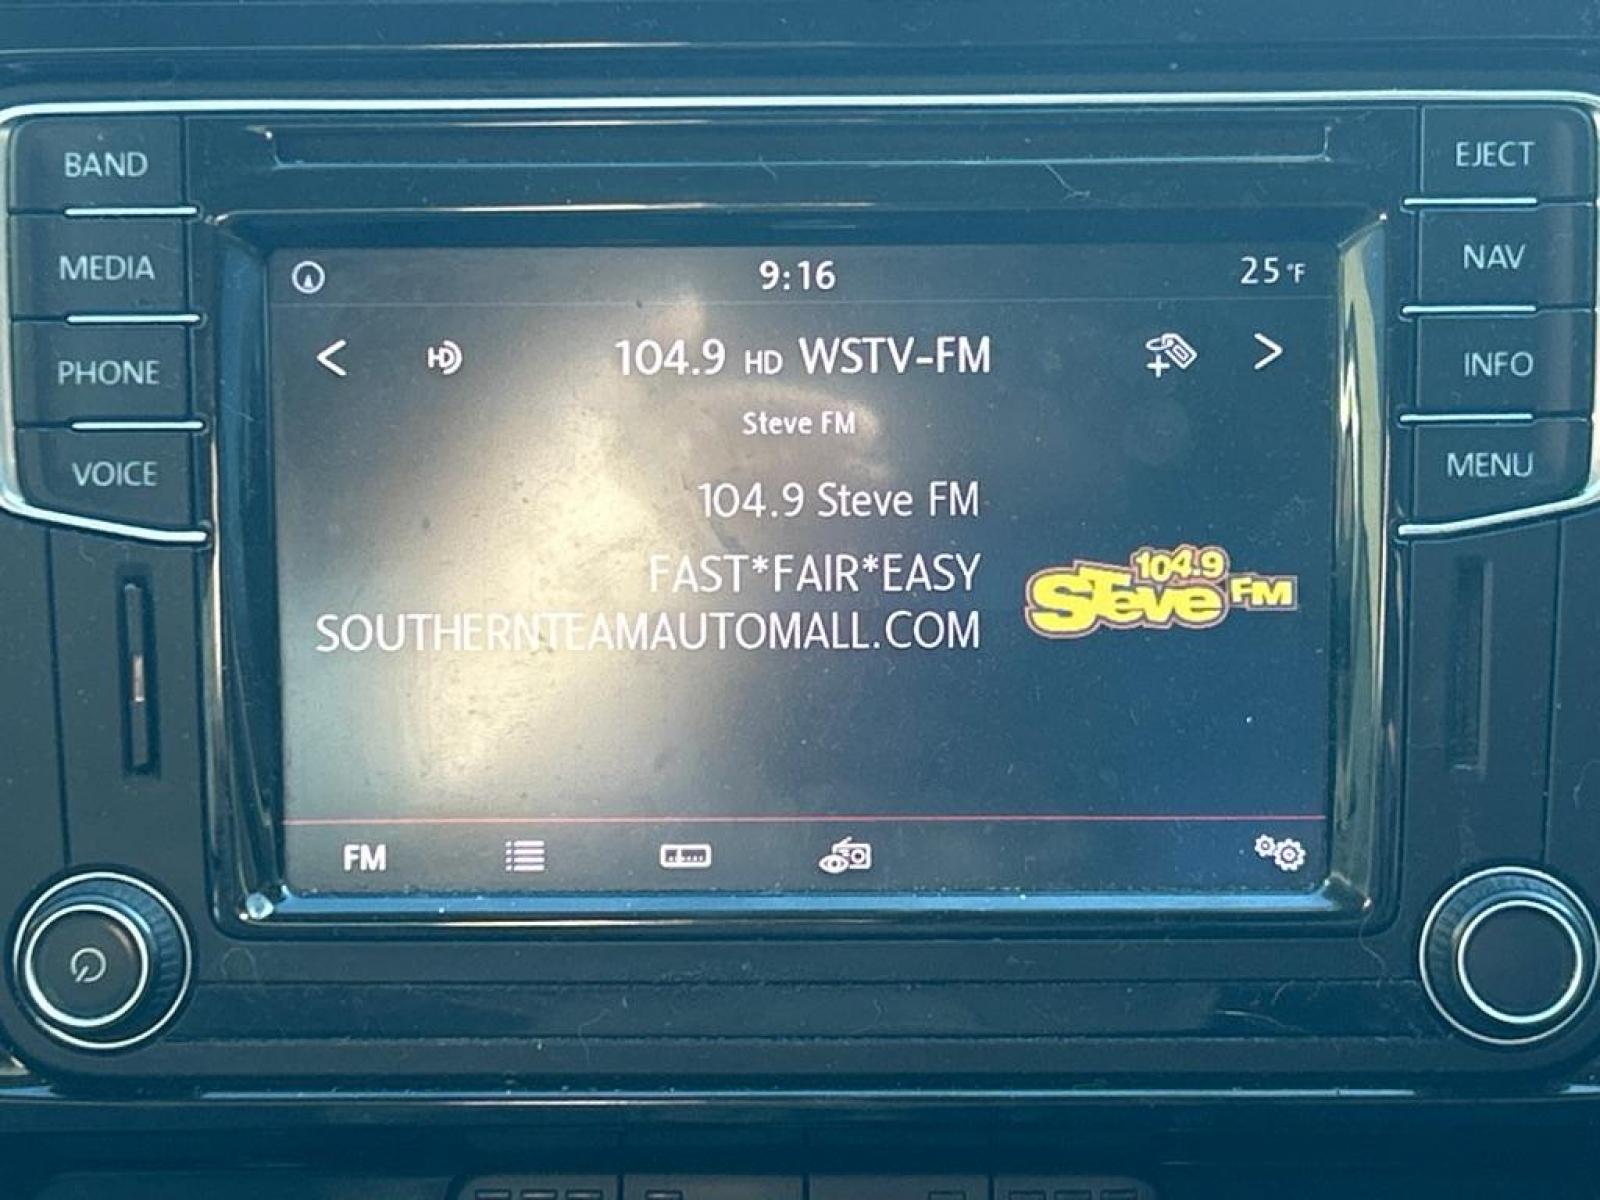 BAND
MEDIA
PHONE
VOICE
EJECT
NAV
INFO
MENU
9:16
25°F
< HD 104.9 HD WSTV-FM >
Steve FM
104.9 Steve FM
FAST*FAIR*EASY
SOUTHERNTEAMAUTOMALL.COM
104.9
STeve FM
FM